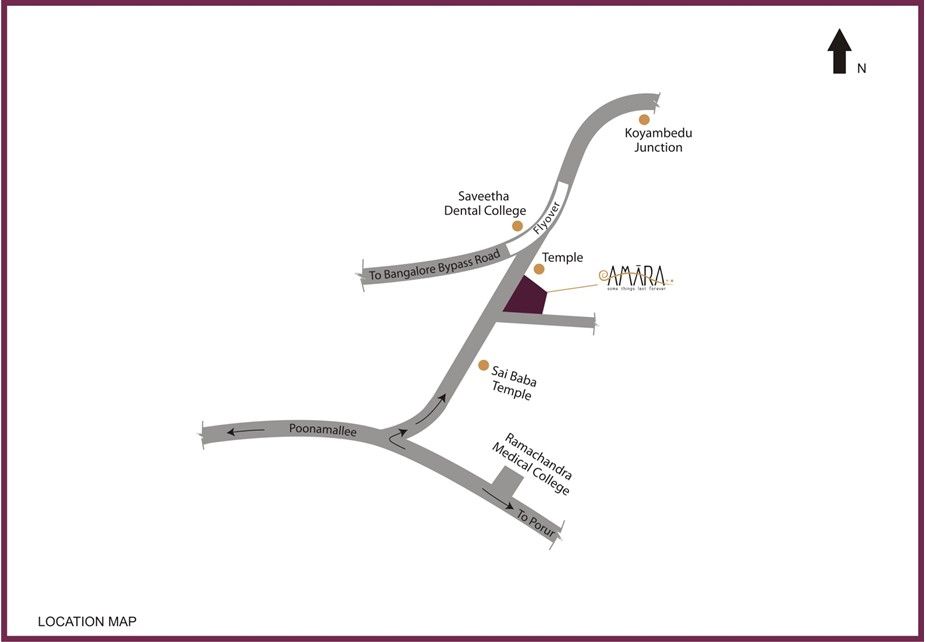 N
Koyambedu
Junction
Saveetha
Dental College
Flyover
To Bangalore Bypass Road
Temple
AMĀRA
some things last forever
Sai Baba
Temple
Poonamallee
Ramachandra
Medical College
To Porur
LOCATION MAP